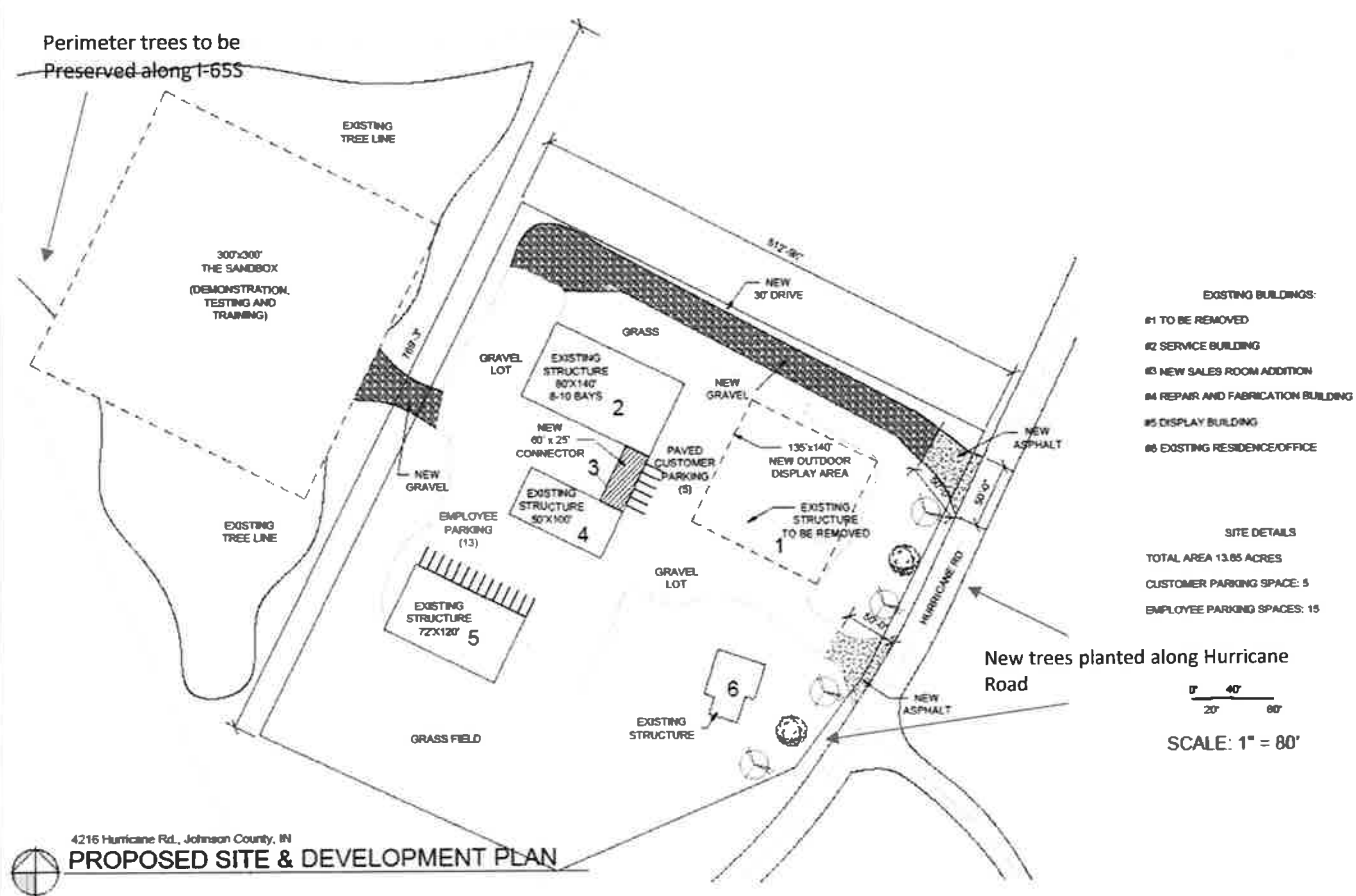 Perimeter trees to be
Preserved along I-65S
EXISTING
TREE LINE
300'x300'
THE SANDBOX
(DEMONSTRATION,
TESTING AND
TRAINING)
769'-3"
512'-96"
NEW
30' DRIVE
GRASS
GRAVEL
LOT
EXISTING
STRUCTURE
80'X140'
8-10 BAYS
2
NEW
GRAVEL
NEW
60' x 25'
CONNECTOR
3
PAVED
CUSTOMER
PARKING
(5)
135'x140'
NEW OUTDOOR
DISPLAY AREA
NEW
ASPHALT
50'-0"
NEW
GRAVEL
EXISTING
STRUCTURE
50'X100'
4
EXISTING
STRUCTURE
TO BE REMOVED
1
EMPLOYEE
PARKING
(13)
EXISTING
TREE LINE
GRAVEL
LOT
HURRICANE RD
EXISTING
STRUCTURE
72'X120'
5
50'-0"
6
EXISTING
STRUCTURE
NEW
ASPHALT
GRASS FIELD
New trees planted along Hurricane
Road
EXISTING BUILDINGS:
#1 TO BE REMOVED
#2 SERVICE BUILDING
#3 NEW SALES ROOM ADDITION
#4 REPAIR AND FABRICATION BUILDING
#5 DISPLAY BUILDING
#6 EXISTING RESIDENCE/OFFICE
SITE DETAILS
TOTAL AREA 13.65 ACRES
CUSTOMER PARKING SPACE: 5
EMPLOYEE PARKING SPACES: 15
0' 40'
20' 80'
SCALE: 1" = 80'
4216 Hurricane Rd., Johnson County, IN
PROPOSED SITE & DEVELOPMENT PLAN